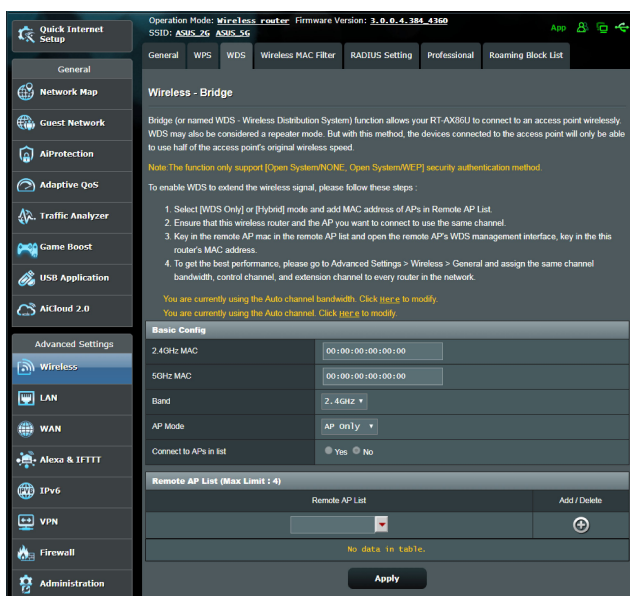 Quick Internet
Setup
General
Network Map
Guest Network
AiProtection
Adaptive QoS
Traffic Analyzer
Game Boost
USB Application
AiCloud 2.0
Advanced Settings
Wireless
LAN
WAN
Alexa & IFTTT
IPv6
VPN
Firewall
Administration
Operation Mode: Wireless router Firmware Version: 3.0.0.4.384_4360
SSID: ASUS_2G ASUS_5G
App
General WPS WDS Wireless MAC Filter RADIUS Setting Professional Roaming Block List
Wireless - Bridge
Bridge (or named WDS - Wireless Distribution System) function allows your RT-AX86U to connect to an access point wirelessly.
WDS may also be considered a repeater mode. But with this method, the devices connected to the access point will only be able
to use half of the access point's original wireless speed.
Note:The function only support [Open System/NONE, Open System/WEP] security authentication method.
To enable WDS to extend the wireless signal, please follow these steps :
1. Select [WDS Only] or [Hybrid] mode and add MAC address of APs in Remote AP List.
2. Ensure that this wireless router and the AP you want to connect to use the same channel.
3. Key in the remote AP mac in the remote AP list and open the remote AP's WDS management interface, key in the this
router's MAC address.
4. To get the best performance, please go to Advanced Settings > Wireless > General and assign the same channel
bandwidth, control channel, and extension channel to every router in the network.
You are currently using the Auto channel bandwidth. Click Here to modify.
You are currently using the Auto channel. Click Here to modify.
Basic Config
2.4GHz MAC 00:00:00:00:00:00
5GHz MAC 00:00:00:00:00:00
Band 2.4GHz
AP Mode AP Only
Connect to APs in list Yes No
Remote AP List (Max Limit : 4)
Remote AP List Add / Delete
No data in table.
Apply